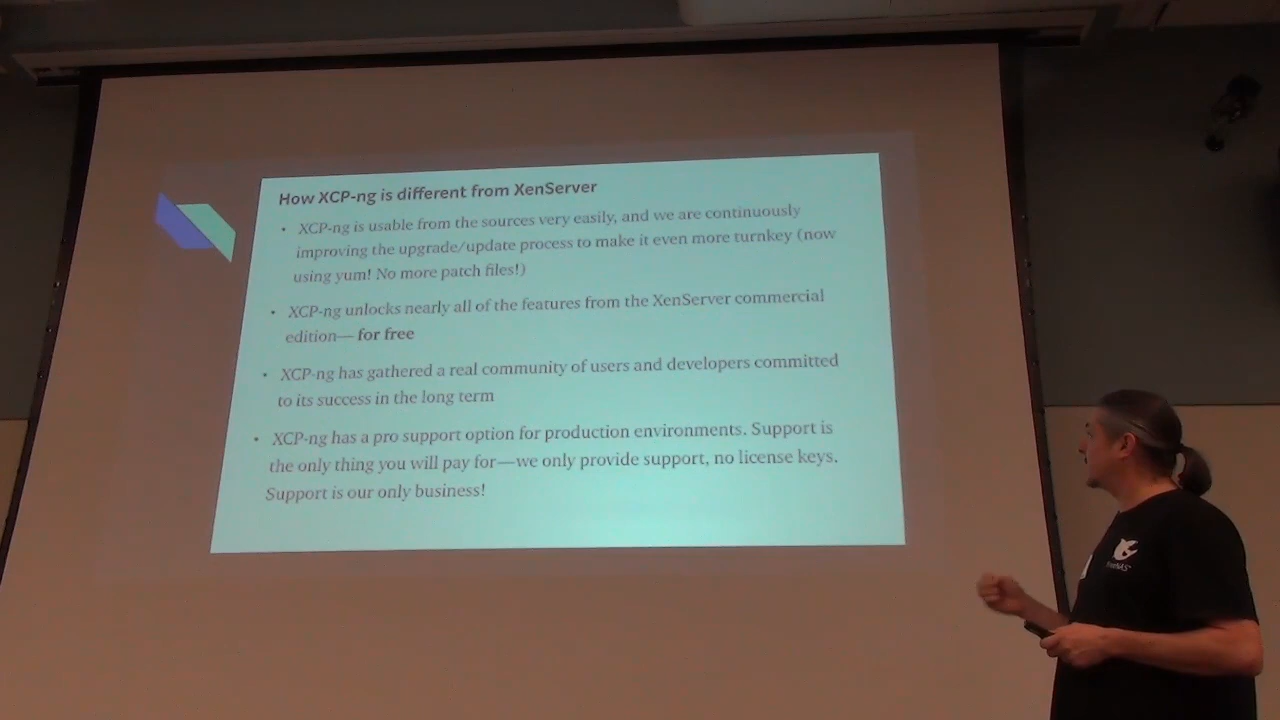 How XCP-ng is different from XenServer
• XCP-ng is usable from the sources very easily, and we are continuously
improving the upgrade/update process to make it even more turnkey (now
using yum! No more patch files!)
• XCP-ng unlocks nearly all of the features from the XenServer commercial
edition— for free
• XCP-ng has gathered a real community of users and developers committed
to its success in the long term
• XCP-ng has a pro support option for production environments. Support is
the only thing you will pay for—we only provide support, no license keys.
Support is our only business!
FreeNAS™